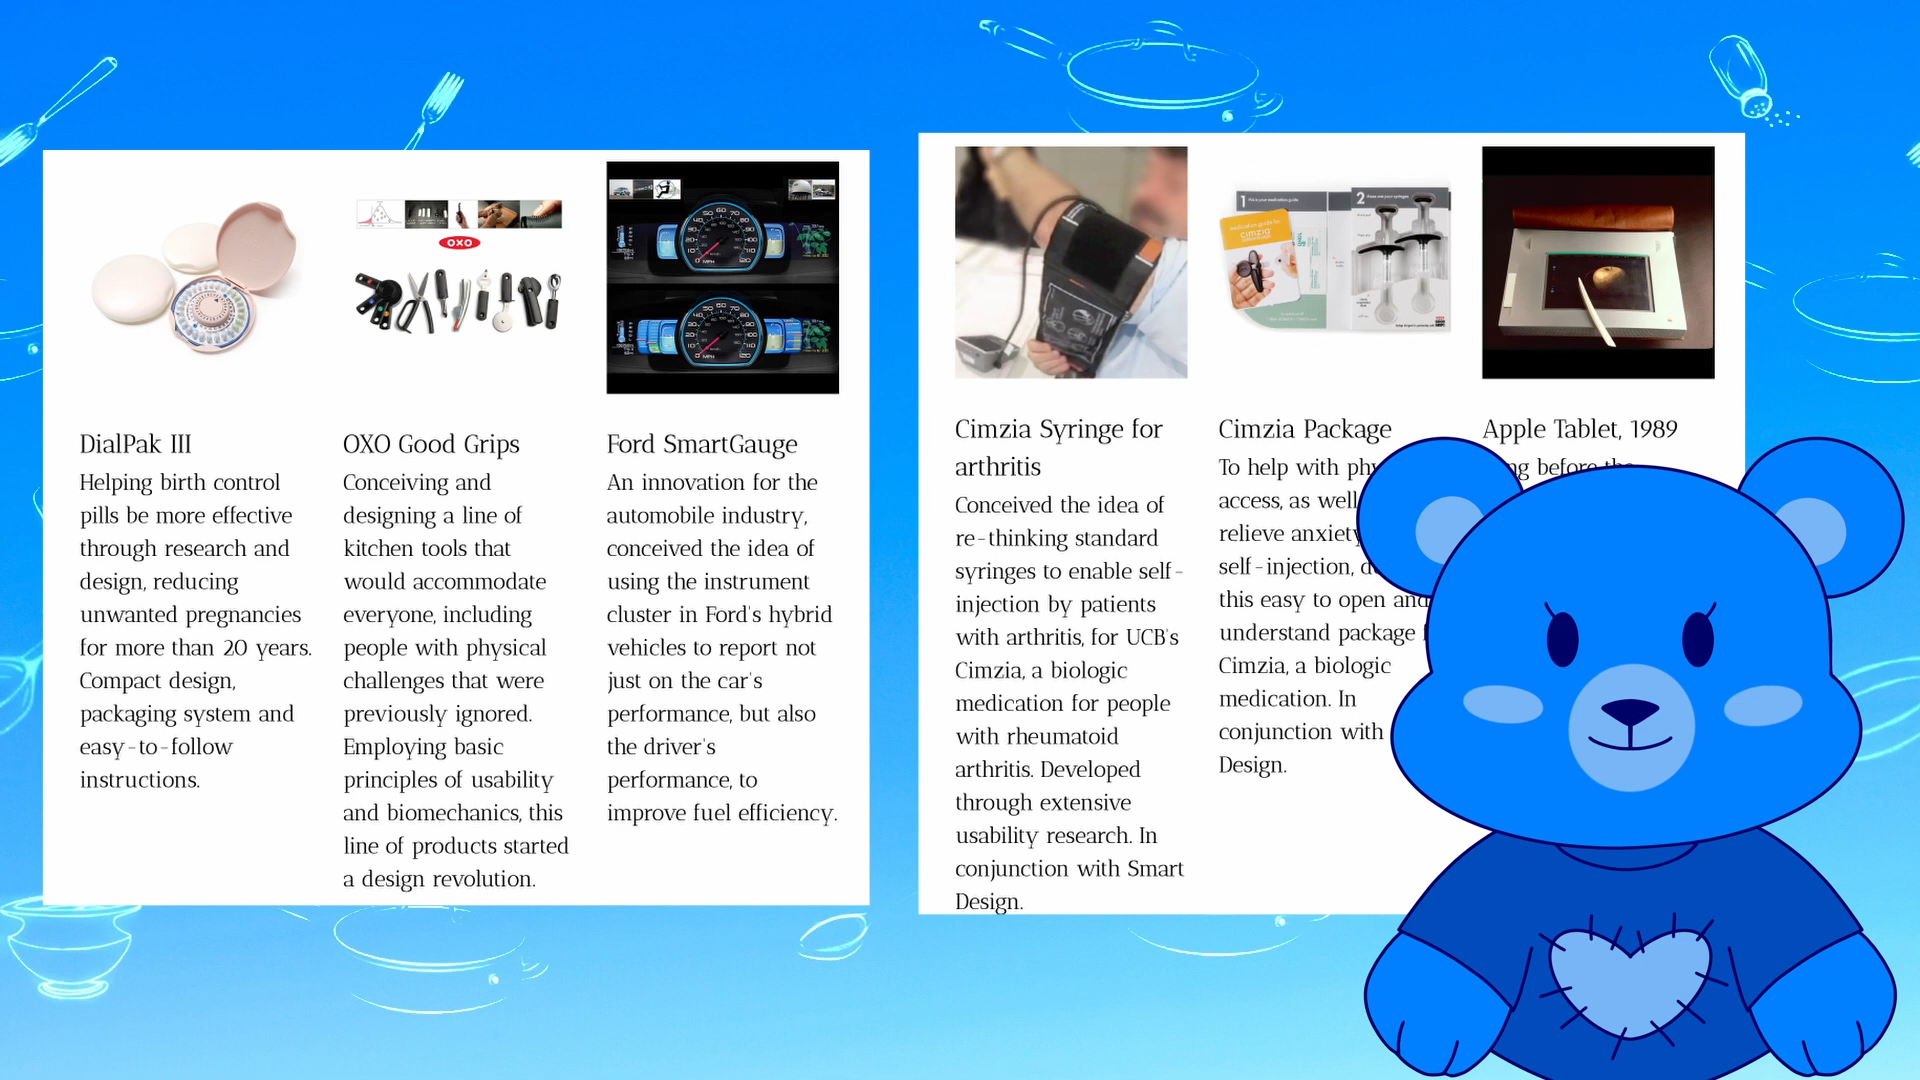 OXO
DialPak III
Helping birth control
pills be more effective
through research and
design, reducing
unwanted pregnancies
for more than 20 years.
Compact design,
packaging system and
easy-to-follow
instructions.
OXO Good Grips
Conceiving and
designing a line of
kitchen tools that
would accommodate
everyone, including
people with physical
challenges that were
previously ignored.
Employing basic
principles of usability
and biomechanics, this
line of products started
a design revolution.
Ford SmartGauge
An innovation for the
automobile industry,
conceived the idea of
using the instrument
cluster in Ford's hybrid
vehicles to report not
just on the car's
performance, but also
the driver's
performance, to
improve fuel efficiency.
Cimzia Syringe for
arthritis
Conceived the idea of
re-thinking standard
syringes to enable self-
injection by patients
with arthritis, for UCB's
Cimzia, a biologic
medication for people
with rheumatoid
arthritis. Developed
through extensive
usability research. In
conjunction with Smart
Design.
1
2
cimzia
Cimzia Package
To help with
access, as well
relieve anxiety
self-injection,
this easy to open and
understand package
Cimzia, a biologic
medication. In
conjunction with
Design.
Apple Tablet, 1989
before the